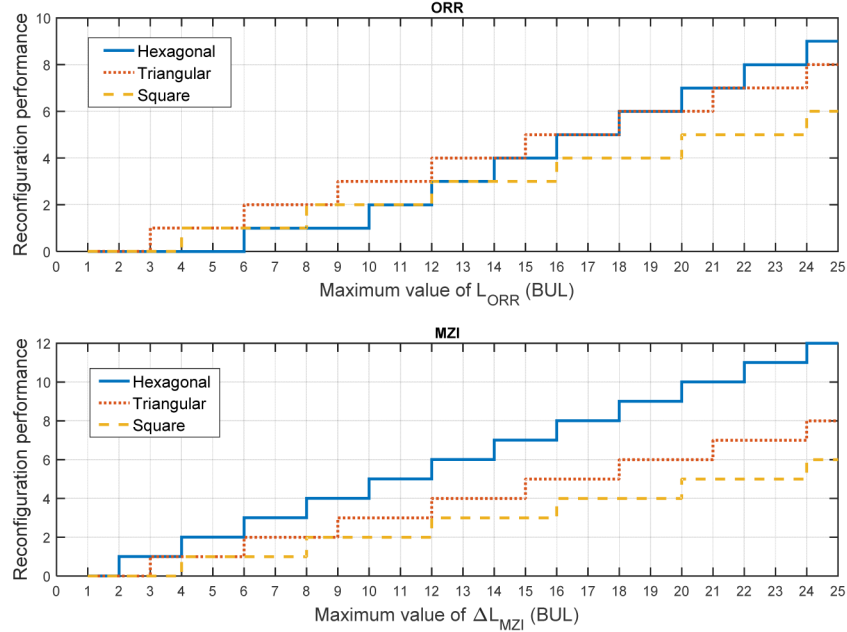 ORR
Reconfiguration performance
10
8
6
4
2
0
Hexagonal
Triangular
Square
0 1 2 3 4 5 6 7 8 9 10 11 12 13 14 15 16 17 18 19 20 21 22 23 24 25
Maximum value of L_ORR (BUL)
MZI
Reconfiguration performance
12
10
8
6
4
2
0
Hexagonal
Triangular
Square
0 1 2 3 4 5 6 7 8 9 10 11 12 13 14 15 16 17 18 19 20 21 22 23 24 25
Maximum value of ΔL_MZI (BUL)